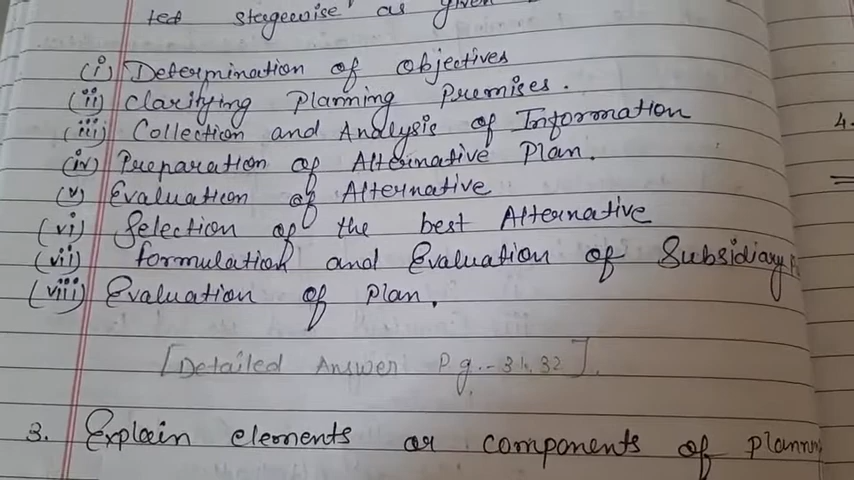 ted stagewise as given
(i) Determination of objectives
(ii) Clarifying Planning Premises.
(iii) Collection and Analysis of Information
(iv) Preparation of Alternative Plan.
(v) Evaluation of Alternative
(vi) Selection of the best Alternative
(vii) formulation and Evaluation of Subsidiary
(viii) Evaluation of plan.
[Detailed Answer Pg.- 31, 32].
3. Explain elements or components of plannin
4.